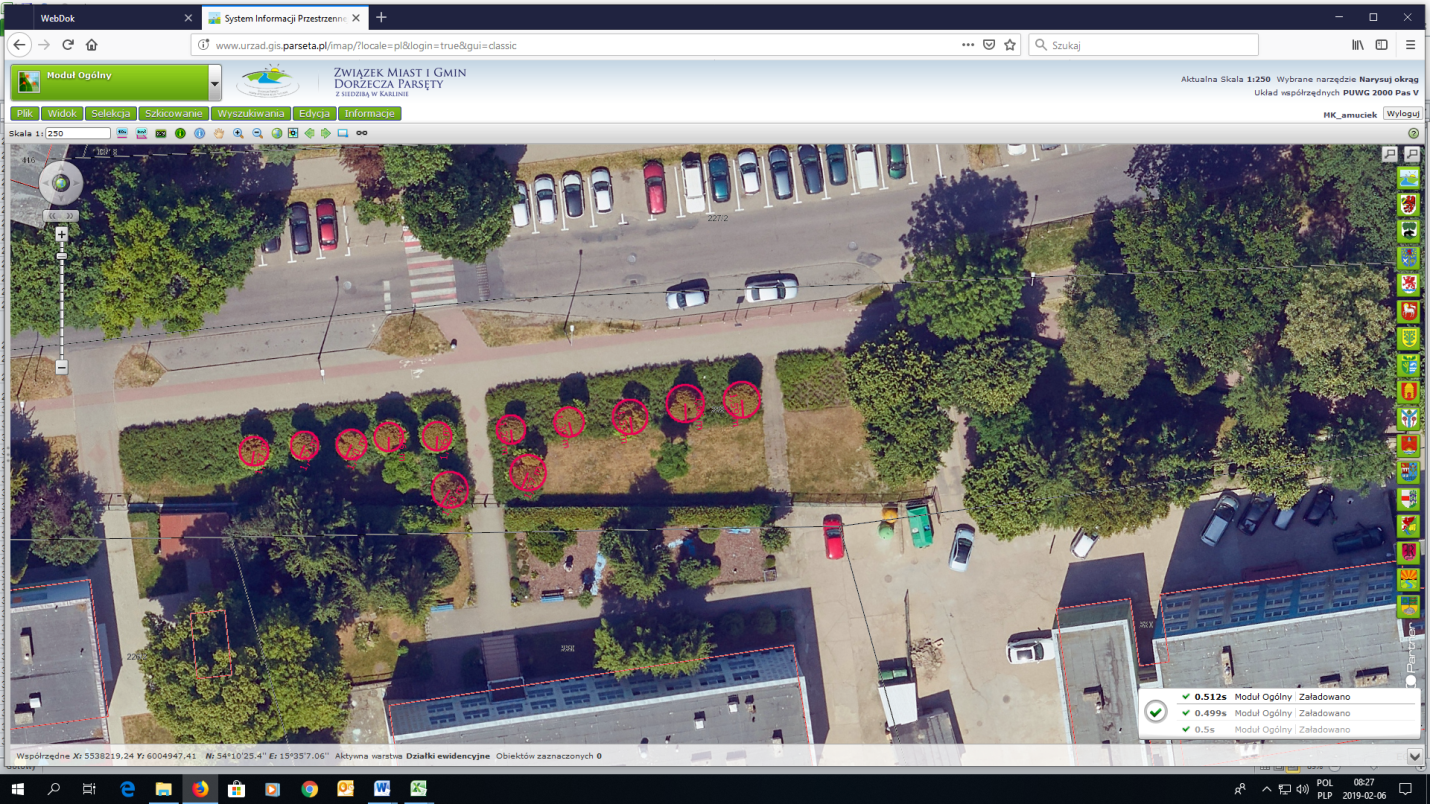 WebDok
System Informacji Przestrzenne
www.urzad.gis.parseta.pl/imap/?locale=pl&login=true&gui=classic
Szukaj
Moduł Ogólny
Związek Miast i Gmin
Dorzecza Parsęty
z siedzibą w Karlinie
Aktualna Skala 1:250 Wybrane narzędzie Narysuj okrąg
Układ współrzędnych PUWG 2000 Pas V
Plik Widok Selekcja Szkicowanie Wyszukiwania Edycja Informacje
MK_amuciek Wyloguj
Skala 1: 250
227/2
Partner
0.512s Moduł Ogólny Załadowano
0.499s Moduł Ogólny Załadowano
0.5s Moduł Ogólny Załadowano
Współrzędne X: 5538219,24 Y: 6004947,41 N: 54°10'25.4'' E: 15°35'7.06'' Aktywna warstwa Działki ewidencyjne Obiektów zaznaczonych 0
POL
PLP
08:27
2019-02-06